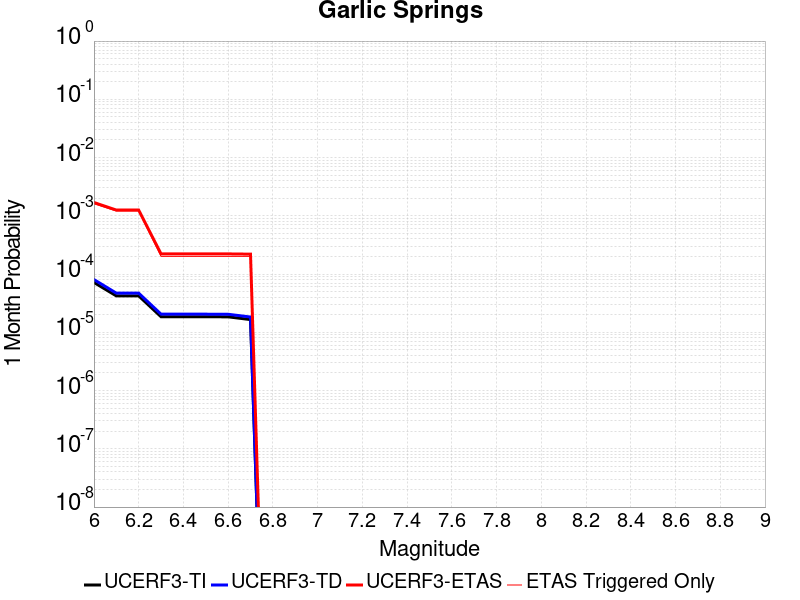 Garlic Springs
10^0
10^-1
10^-2
10^-3
10^-4
10^-5
10^-6
10^-7
10^-8
1 Month Probability
6 6.2 6.4 6.6 6.8 7 7.2 7.4 7.6 7.8 8 8.2 8.4 8.6 8.8 9
Magnitude
UCERF3-TI UCERF3-TD UCERF3-ETAS ETAS Triggered Only